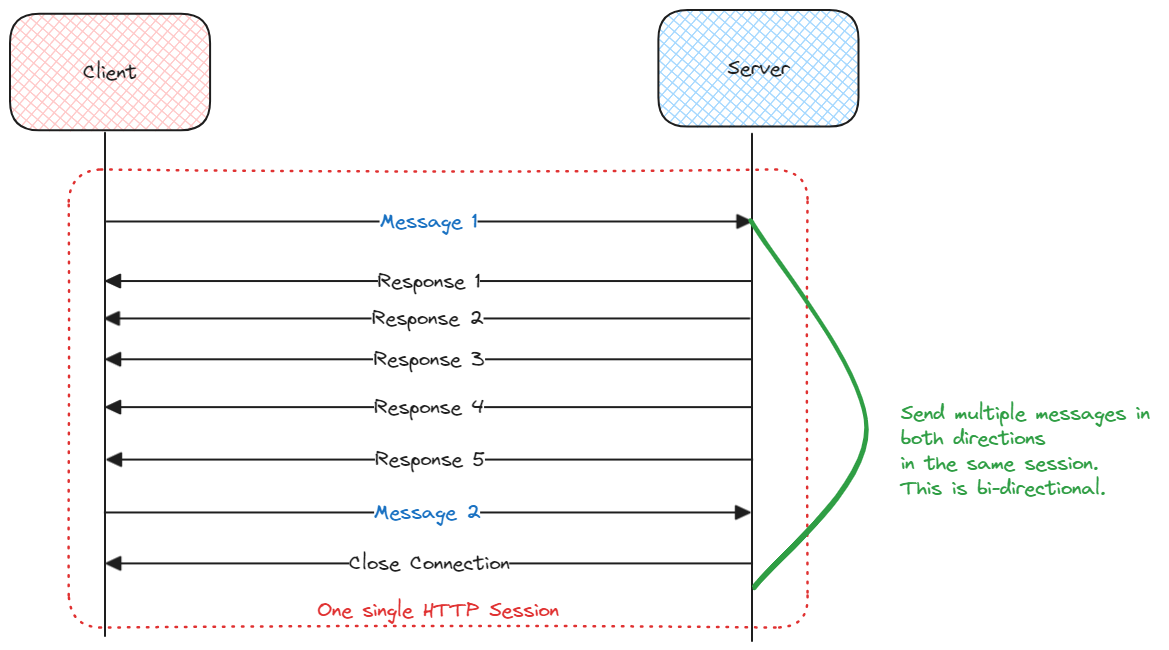 Client
Server
Message 1
Response 1
Response 2
Response 3
Response 4
Response 5
Message 2
Close Connection
One single HTTP Session
Send multiple messages in
both directions
in the same session.
This is bi-directional.